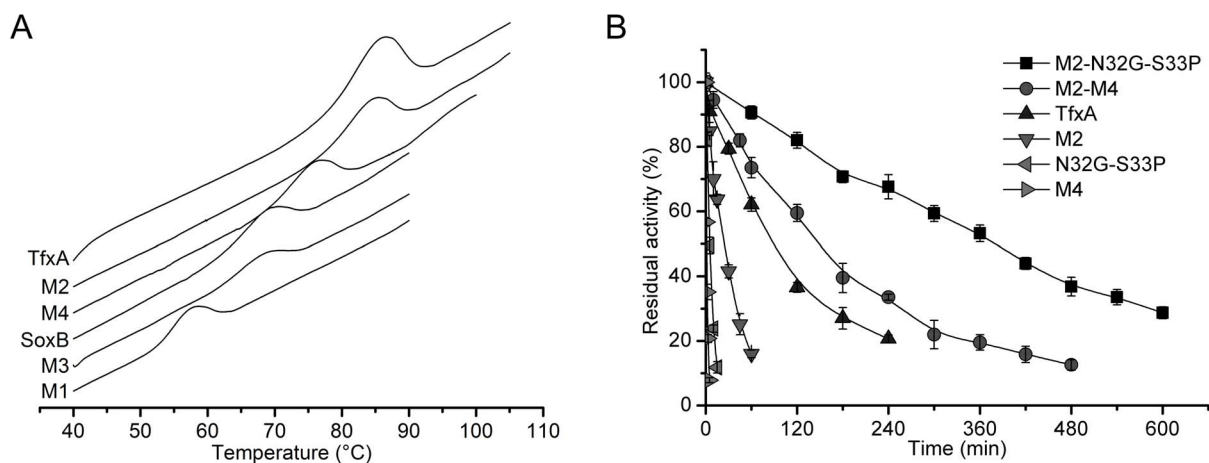 A
TfxA
M2
M4
SoxB
M3
M1
40 50 60 70 80 90 100 110
Temperature (°C)
B
100
80
60
40
20
0
Residual activity (%)
M2-N32G-S33P
M2-M4
TfxA
M2
N32G-S33P
M4
0 120 240 360 480 600
Time (min)